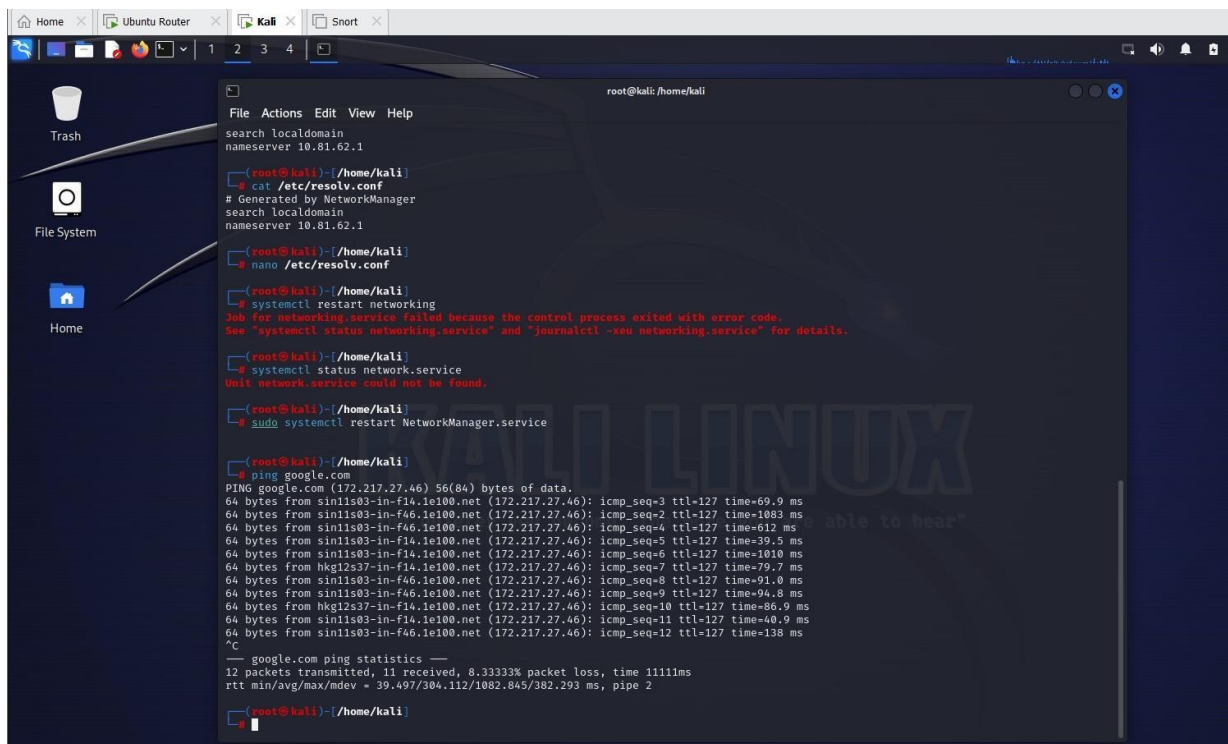 Home
Ubuntu Router
Kali
Snort
1 2 3 4
root@kali: /home/kali
Trash
File System
Home
File Actions Edit View Help
search localdomain
nameserver 10.81.62.1
┌──(root㉿kali)-[/home/kali]
└─# cat /etc/resolv.conf
# Generated by NetworkManager
search localdomain
nameserver 10.81.62.1
┌──(root㉿kali)-[/home/kali]
└─# nano /etc/resolv.conf
┌──(root㉿kali)-[/home/kali]
└─# systemctl restart networking
Job for networking.service failed because the control process exited with error code.
See "systemctl status networking.service" and "journalctl -xeu networking.service" for details.
┌──(root㉿kali)-[/home/kali]
└─# systemctl status network.service
Unit network.service could not be found.
┌──(root㉿kali)-[/home/kali]
└─# sudo systemctl restart NetworkManager.service
KALI LINUX
┌──(root㉿kali)-[/home/kali]
└─# ping google.com
PING google.com (172.217.27.46) 56(84) bytes of data.
64 bytes from sin11s03-in-f14.1e100.net (172.217.27.46): icmp_seq=3 ttl=127 time=69.9 ms
64 bytes from sin11s03-in-f46.1e100.net (172.217.27.46): icmp_seq=2 ttl=127 time=1083 ms
64 bytes from sin11s03-in-f46.1e100.net (172.217.27.46): icmp_seq=4 ttl=127 time=612 ms
able to hear"
64 bytes from sin11s03-in-f46.1e100.net (172.217.27.46): icmp_seq=5 ttl=127 time=39.5 ms
64 bytes from sin11s03-in-f46.1e100.net (172.217.27.46): icmp_seq=6 ttl=127 time=1010 ms
64 bytes from hkg12s37-in-f14.1e100.net (172.217.27.46): icmp_seq=7 ttl=127 time=79.7 ms
64 bytes from sin11s03-in-f46.1e100.net (172.217.27.46): icmp_seq=8 ttl=127 time=91.0 ms
64 bytes from sin11s03-in-f46.1e100.net (172.217.27.46): icmp_seq=9 ttl=127 time=94.8 ms
64 bytes from hkg12s37-in-f14.1e100.net (172.217.27.46): icmp_seq=10 ttl=127 time=86.9 ms
64 bytes from sin11s03-in-f14.1e100.net (172.217.27.46): icmp_seq=11 ttl=127 time=40.9 ms
64 bytes from sin11s03-in-f46.1e100.net (172.217.27.46): icmp_seq=12 ttl=127 time=138 ms
^C
— google.com ping statistics —
12 packets transmitted, 11 received, 8.33333% packet loss, time 11111ms
rtt min/avg/max/mdev = 39.497/304.112/1082.845/382.293 ms, pipe 2
┌──(root㉿kali)-[/home/kali]
└─#